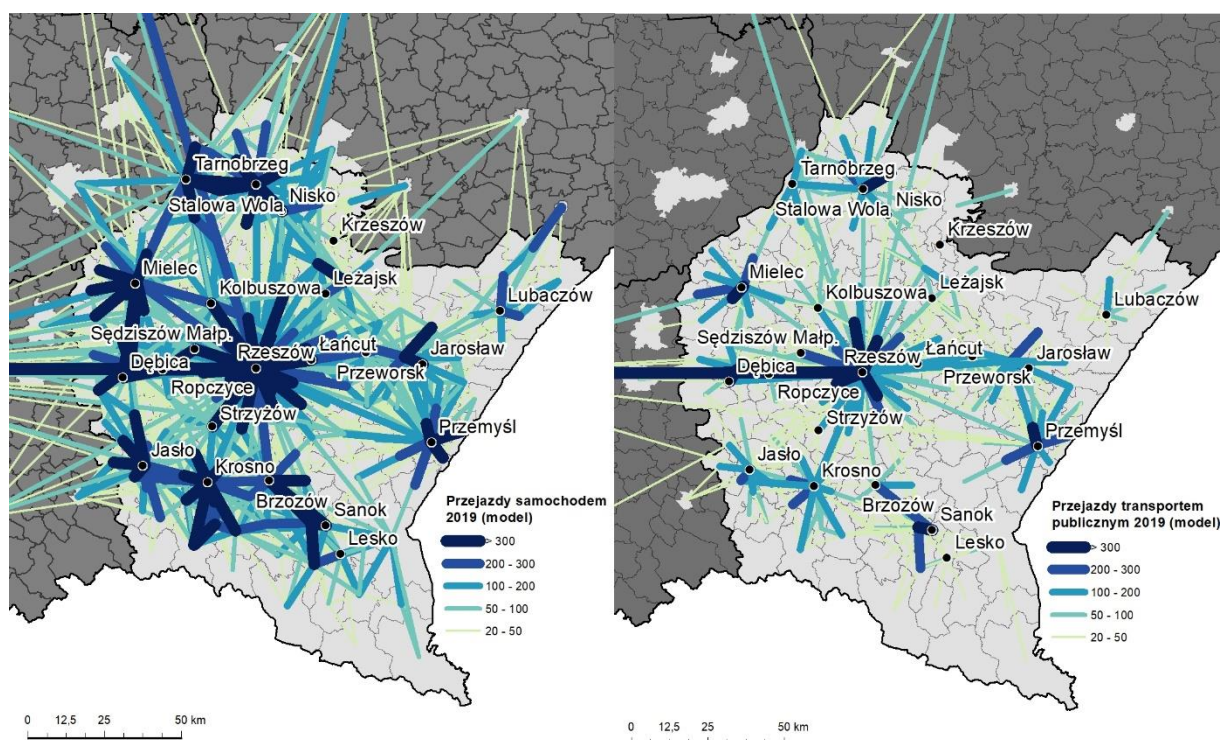 Tarnobrzeg
Nisko
Stalowa Wola
Krzeszów
Mielec
Leżajsk
Kolbuszowa
Lubaczów
Sędziszów Młp.
Łańcut
Dębica
Rzeszów
Jarosław
Ropczyce
Przeworsk
Strzyżów
Przemyśl
Jasło
Krosno
Brzozów
Sanok
Lesko
Przejazdy samochodem
2019 (model)
> 300
200 - 300
100 - 200
50 - 100
20 - 50
0 12,5 25 50 km
Tarnobrzeg
Nisko
Stalowa Wola
Krzeszów
Mielec
Leżajsk
Kolbuszowa
Lubaczów
Sędziszów Małp.
Łańcut
Dębica
Rzeszów
Jarosław
Ropczyce
Przeworsk
Strzyżów
Przemyśl
Jasło
Krosno
Brzozów
Sanok
Lesko
Przejazdy transportem
publicznym 2019 (model)
> 300
200 - 300
100 - 200
50 - 100
20 - 50
0 12,5 25 50 km